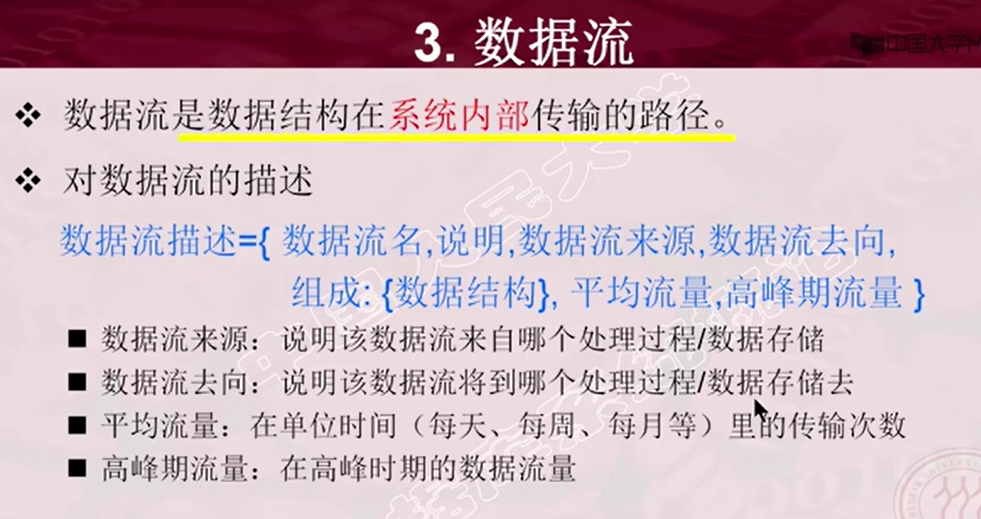 3. 数据流
中国大学M
数据流是数据结构在系统内部传输的路径。
对数据流的描述
数据流描述={ 数据流名,说明,数据流来源,数据流去向,
组成: {数据结构}, 平均流量,高峰期流量 }
数据流来源：说明该数据流来自哪个处理过程/数据存储
数据流去向：说明该数据流将到哪个处理过程/数据存储去
平均流量：在单位时间（每天、每周、每月等）里的传输次数
高峰期流量：在高峰时期的数据流量